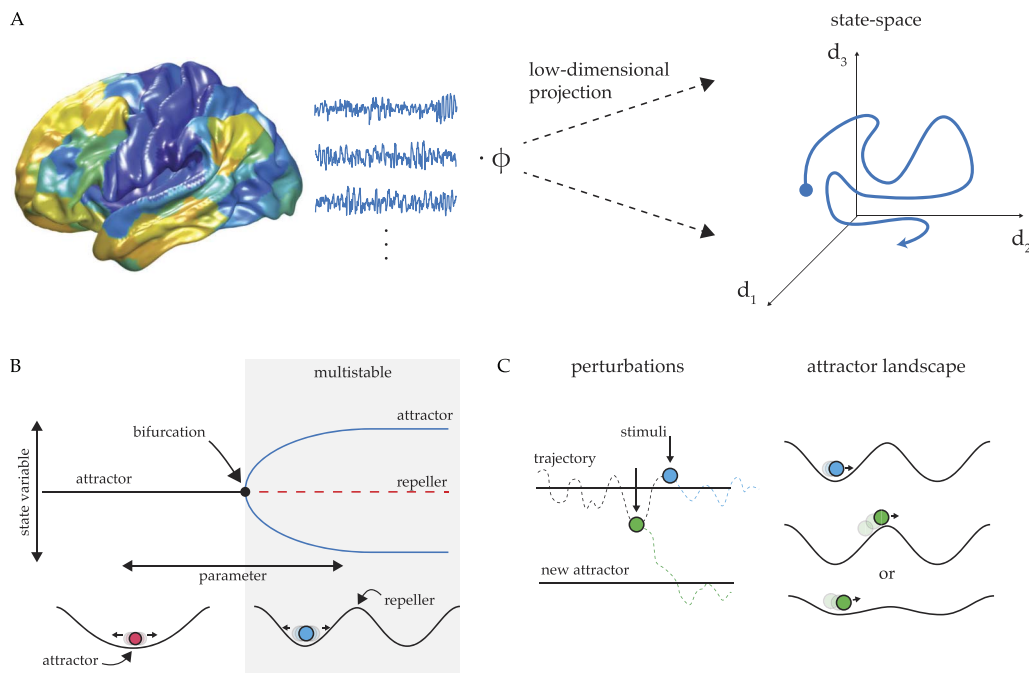 A
state-space
low-dimensional
projection
· ϕ
d3
d2
d1
B
multistable
attractor
bifurcation
attractor
repeller
state variable
parameter
repeller
attractor
C
perturbations
attractor landscape
stimuli
trajectory
new attractor
or